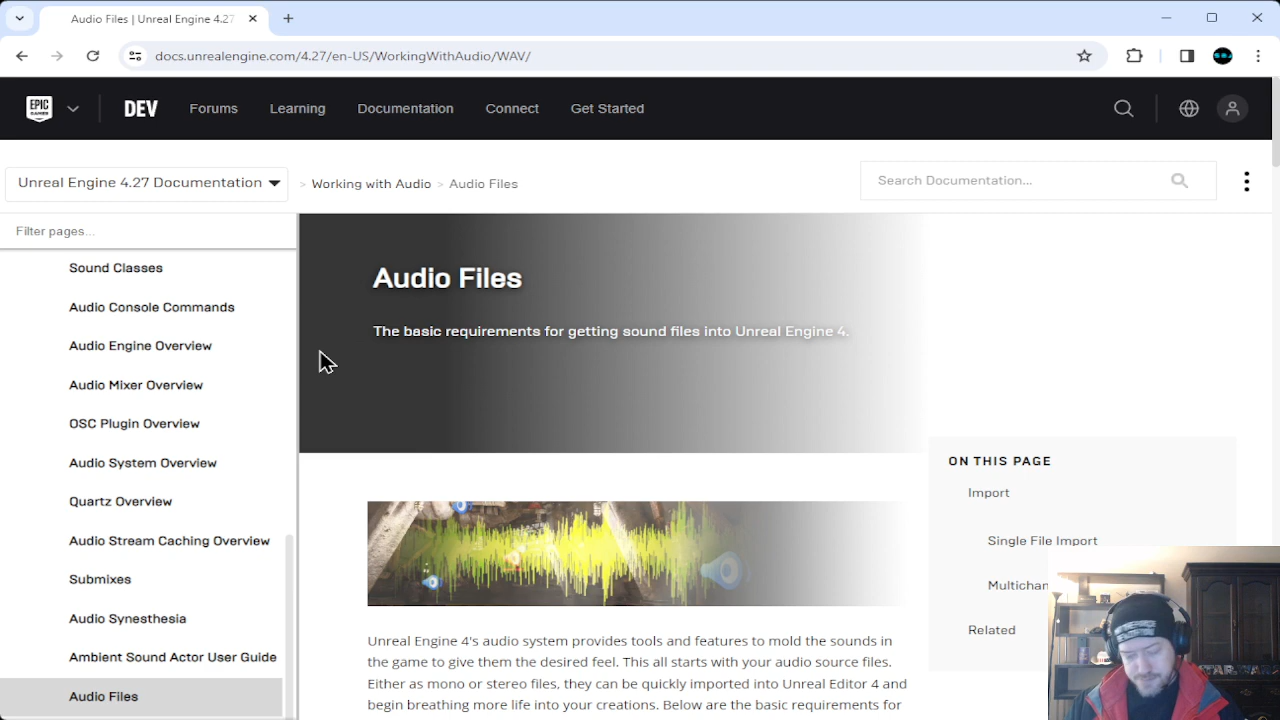 Audio Files | Unreal Engine 4.27
docs.unrealengine.com/4.27/en-US/WorkingWithAudio/WAV/
EPIC GAMES
DEV
Forums
Learning
Documentation
Connect
Get Started
Unreal Engine 4.27 Documentation
> Working with Audio > Audio Files
Search Documentation...
Filter pages...
Sound Classes
Audio Console Commands
Audio Engine Overview
Audio Mixer Overview
OSC Plugin Overview
Audio System Overview
Quartz Overview
Audio Stream Caching Overview
Submixes
Audio Synesthesia
Ambient Sound Actor User Guide
Audio Files
Audio Files
The basic requirements for getting sound files into Unreal Engine 4.
Unreal Engine 4's audio system provides tools and features to mold the sounds in
the game to give them the desired feel. This all starts with your audio source files.
Either as mono or stereo files, they can be quickly imported into Unreal Editor 4 and
begin breathing more life into your creations. Below are the basic requirements for
ON THIS PAGE
Import
Single File Import
Multichan
Related